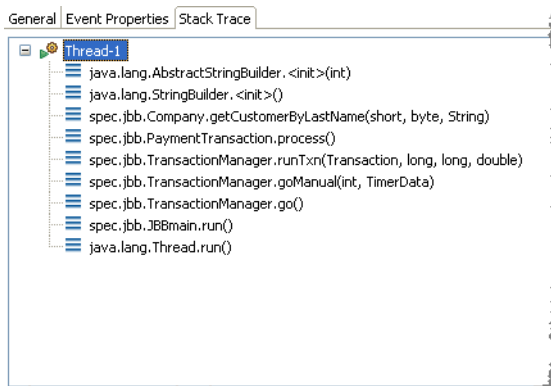 General Event Properties Stack Trace
Thread-1
java.lang.AbstractStringBuilder.<init>(int)
java.lang.StringBuilder.<init>()
spec.jbb.Company.getCustomerByLastName(short, byte, String)
spec.jbb.PaymentTransaction.process()
spec.jbb.TransactionManager.runTxn(Transaction, long, long, double)
spec.jbb.TransactionManager.goManual(int, TimerData)
spec.jbb.TransactionManager.go()
spec.jbb.JBBmain.run()
java.lang.Thread.run()